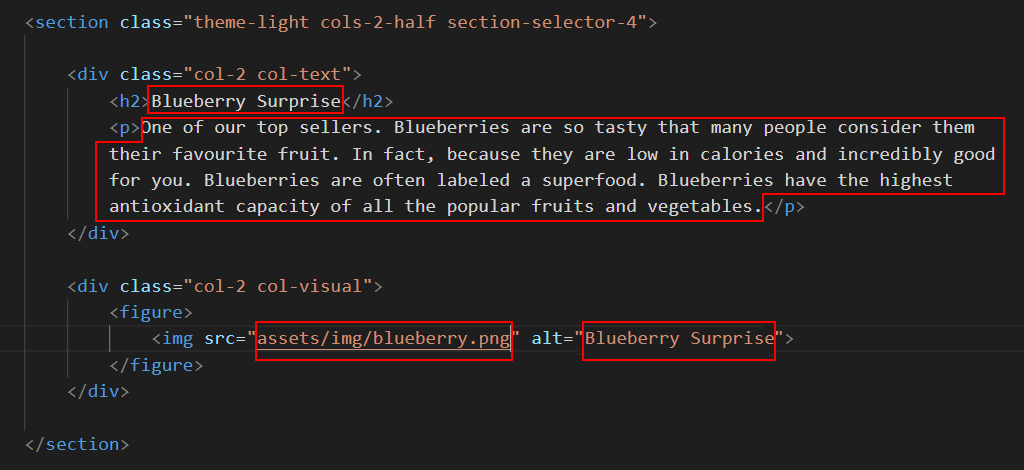 <section class="theme-light cols-2-half section-selector-4">
<div class="col-2 col-text">
<h2>Blueberry Surprise</h2>
<p>One of our top sellers. Blueberries are so tasty that many people consider them
their favourite fruit. In fact, because they are low in calories and incredibly good
for you. Blueberries are often labeled a superfood. Blueberries have the highest
antioxidant capacity of all the popular fruits and vegetables.</p>
</div>
<div class="col-2 col-visual">
<figure>
<img src="assets/img/blueberry.png" alt="Blueberry Surprise">
</figure>
</div>
</section>